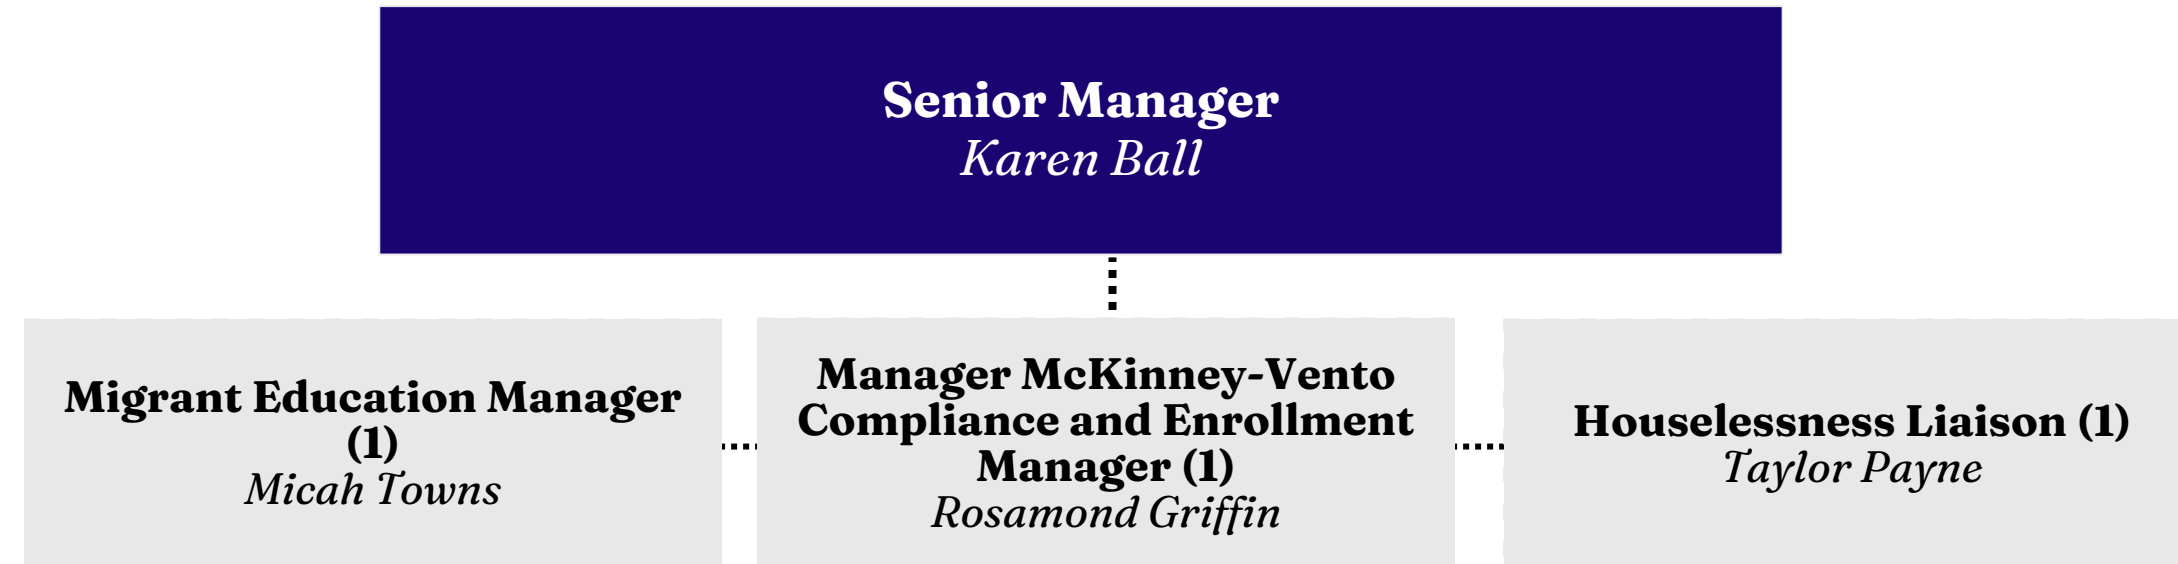 Senior Manager
Karen Ball
Migrant Education Manager
(1)
Micah Towns
Manager McKinney-Vento
Compliance and Enrollment
Manager (1)
Rosamond Griffin
Houselessness Liaison (1)
Taylor Payne